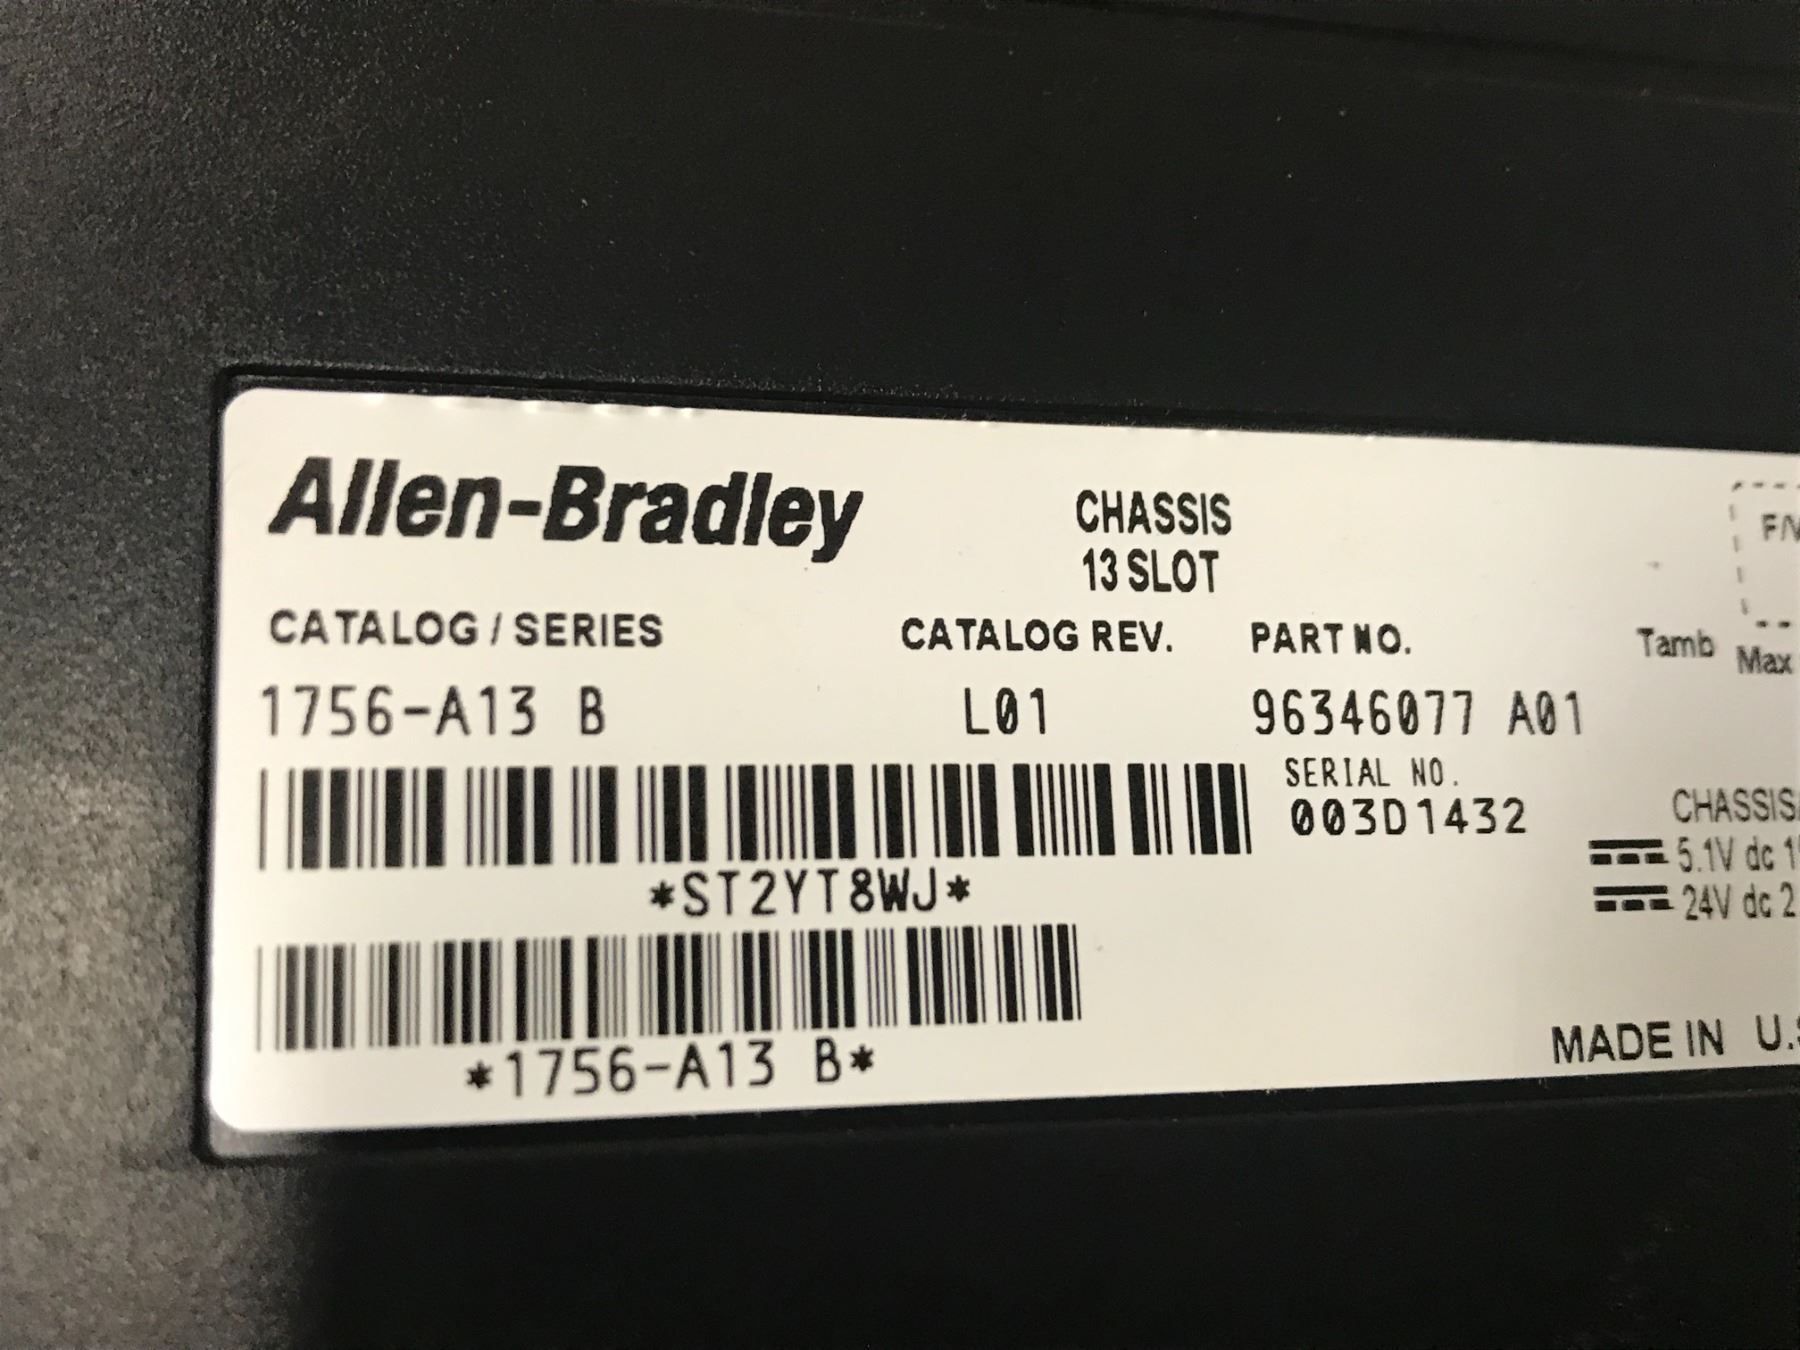 Allen-Bradley
CHASSIS
13 SLOT
CATALOG / SERIES CATALOG REV. PART NO.
1756-A13 B L01 96346077 A01
SERIAL NO.
003D1432
*ST2YT8WJ*
*1756-A13 B*
Tamb Max
CHASSIS
5.1V dc
24V dc
MADE IN